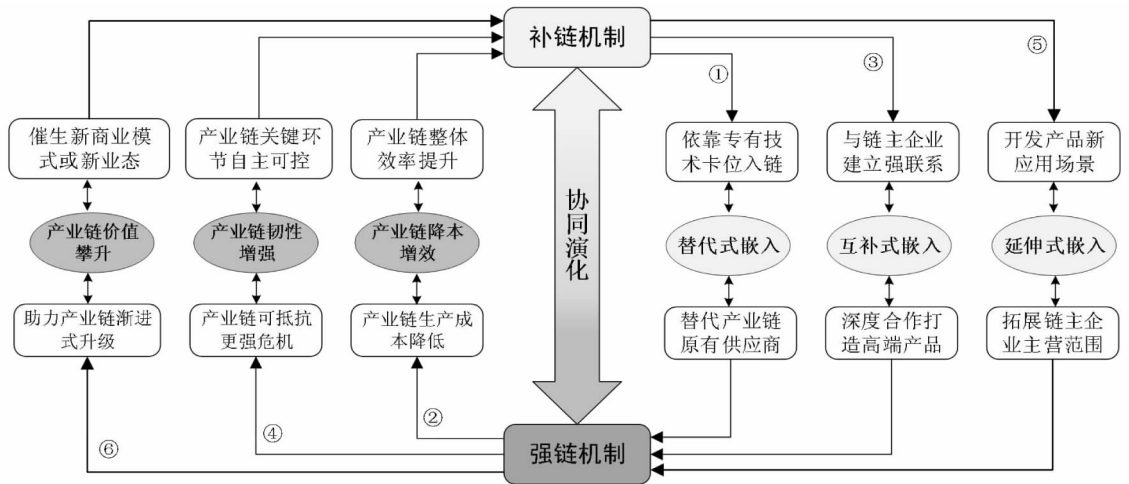 补链机制
①
③
⑤
催生新商业模
式或新业态
产业链关键环
节自主可控
产业链整体
效率提升
依靠专有技
术卡位入链
与链主企业
建立强联系
开发产品新
应用场景
协同演化
产业链价值
攀升
产业链韧性
增强
产业链降本
增效
替代式嵌入
互补式嵌入
延伸式嵌入
助力产业链渐进
式升级
产业链可抵抗
更强危机
产业链生产成
本降低
替代产业链
原有供应商
深度合作打
造高端产品
拓展链主企
业主营范围
②
④
⑥
强链机制